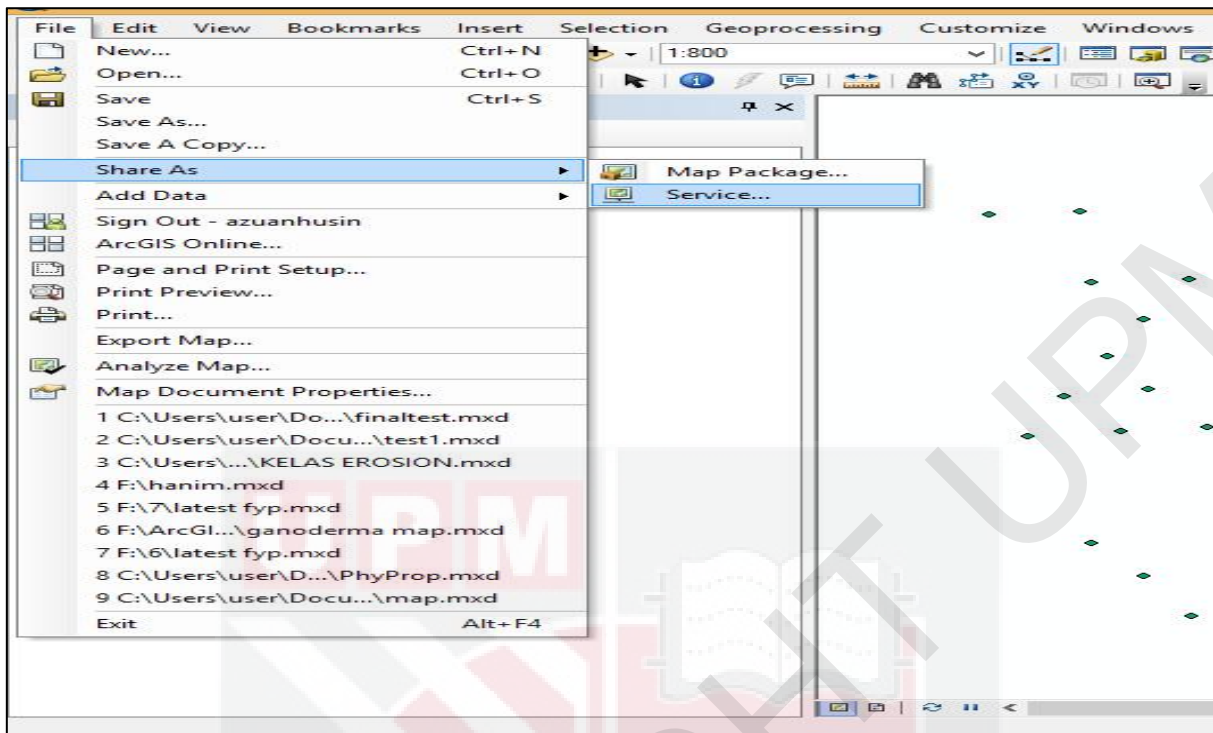 File Edit View Bookmarks Insert Selection Geoprocessing Customize Windows
New... Ctrl+N
1:800
Open... Ctrl+O
Save Ctrl+S
Save As...
Save A Copy...
Share As
Map Package...
Service...
Add Data
Sign Out - azuanhusin
ArcGIS Online...
Page and Print Setup...
Print Preview...
Print...
Export Map...
Analyze Map...
Map Document Properties...
1 C:\Users\user\Do...\finaltest.mxd
2 C:\Users\user\Docu...\test1.mxd
3 C:\Users\...\KELAS EROSION.mxd
4 F:\hanim.mxd
5 F:\7\latest fyp.mxd
6 F:\ArcGI...\ganoderma map.mxd
7 F:\6\latest fyp.mxd
8 C:\Users\user\D...\PhyProp.mxd
9 C:\Users\user\Docu...\map.mxd
Exit Alt+F4
XY
UPM
HT UPM